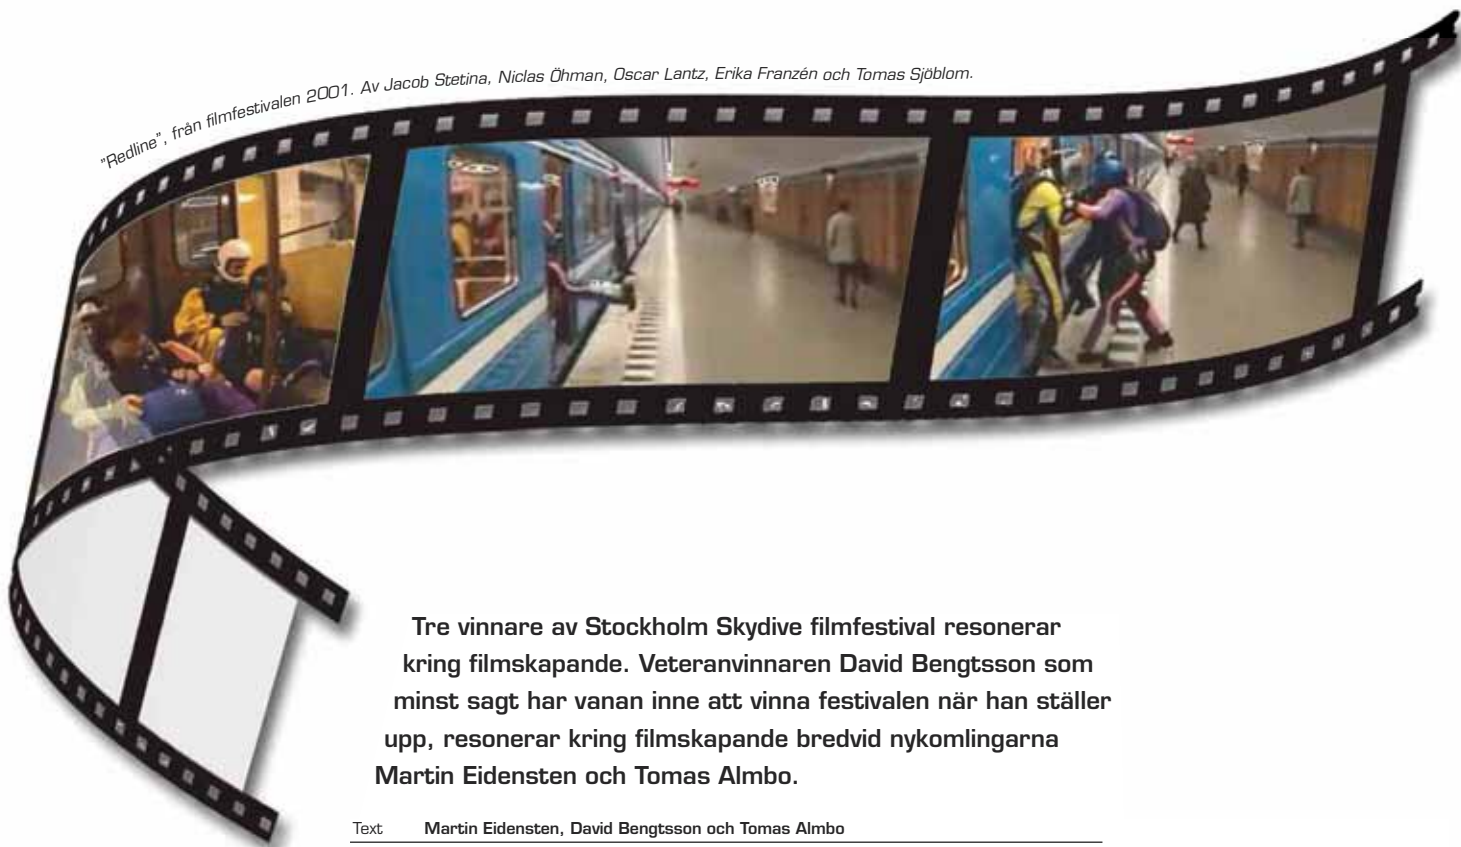 "Redline", från filmfestivalen 2001. Av Jacob Stetina, Niclas Öhman, Oscar Lantz, Erika Franzén och Tomas Sjöblom.
Tre vinnare av Stockholm Skydive filmfestival resonerar
kring filmskapande. Veteranvinnaren David Bengtsson som
minst sagt har vanan inne att vinna festivalen när han ställer
upp, resonerar kring filmskapande bredvid nykomlingarna
Martin Eidensten och Tomas Almbo.
Text Martin Eidensten, David Bengtsson och Tomas Almbo